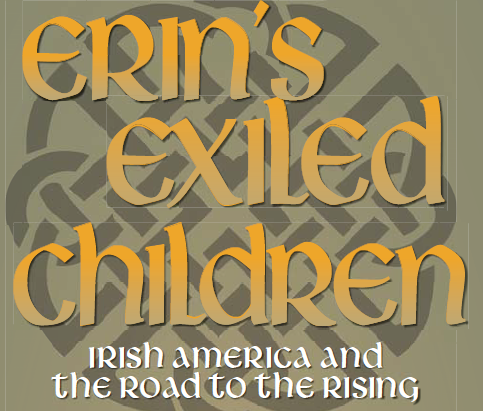 ERIN'S
EXILED
children
IRISH AMERICA and
the ROAD to the RISING